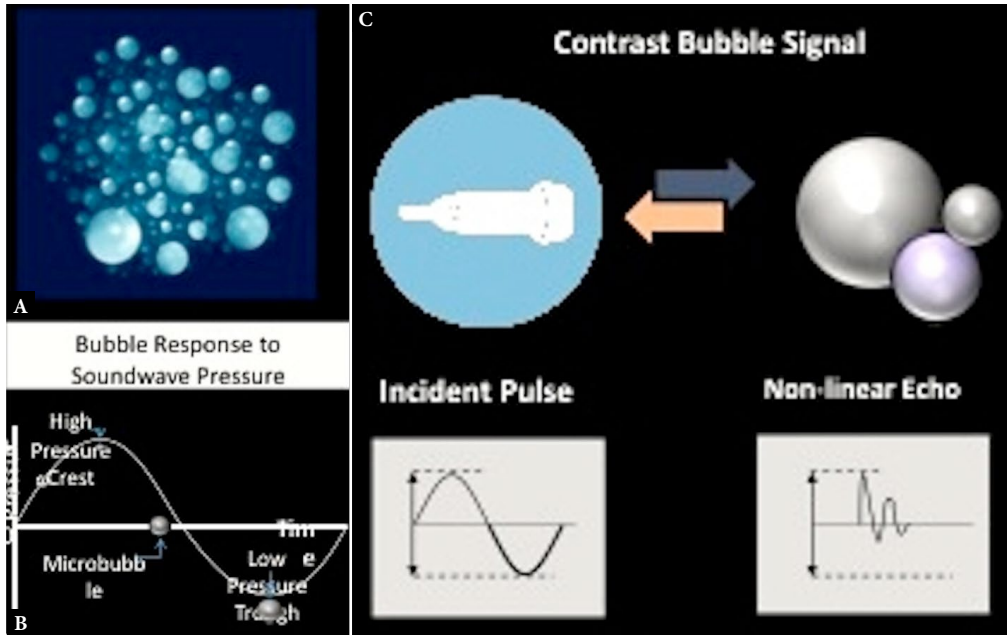 A
Bubble Response to
Soundwave Pressure
High
Pressure
Crest
Tim
e
Microbubb
le
Low
Pressure
Trough
B
C
Contrast Bubble Signal
Incident Pulse
Non-linear Echo